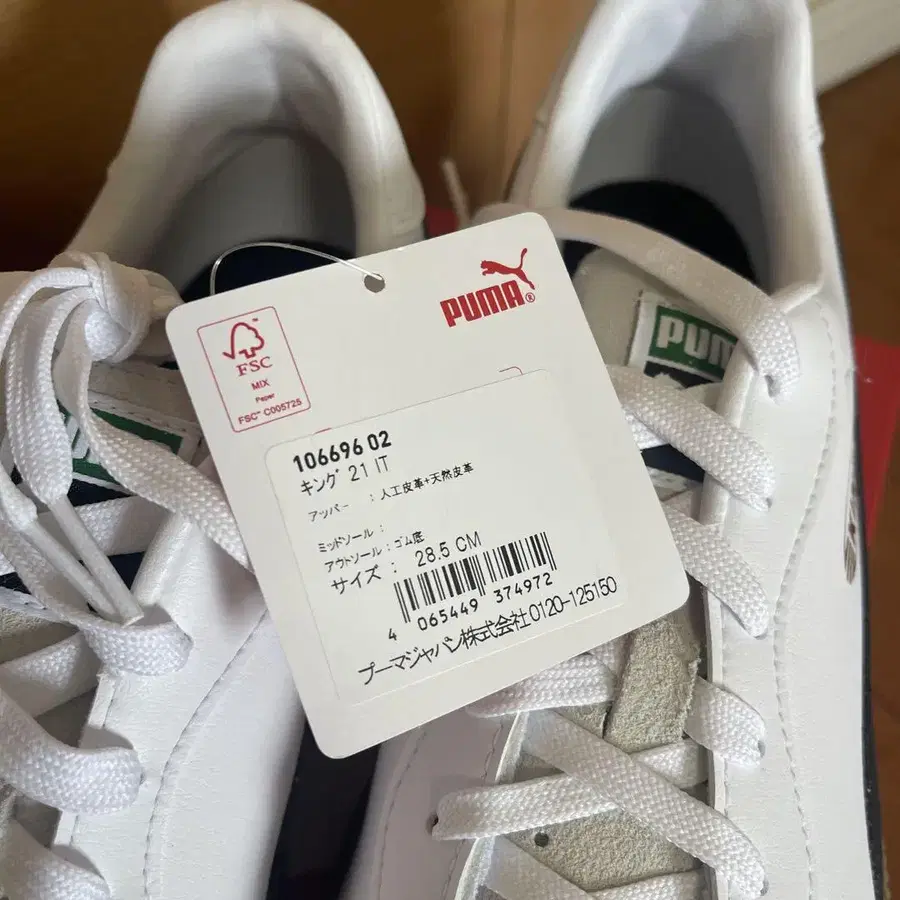 PUMA®
FSC™
MIX
Paper
FSC™ C005725
106696 02
キング 21 IT
アッパー : 人工皮革+天然皮革
ミッドソール :
アウトソール : ゴム底
サイズ : 28.5 CM
4 065449 374972
プーマジャパン株式会社 0120-125150
PUM
PUMA